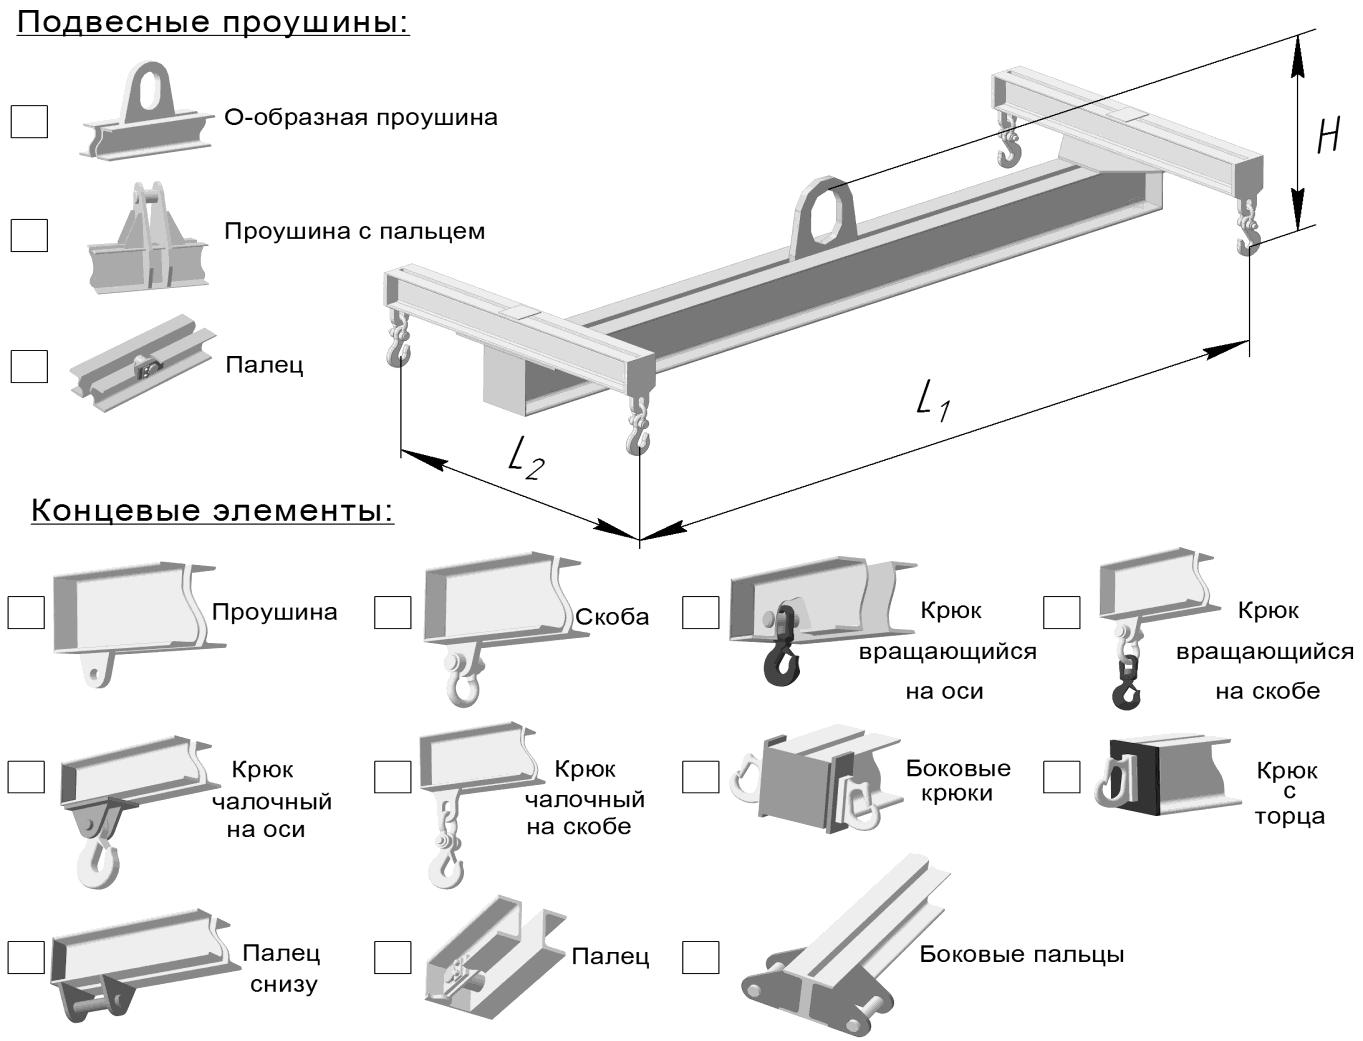 Подвесные проушины:
О-образная проушина
Проушина с пальцем
Палец
H
L1
L2
Концевые элементы:
Проушина
Скоба
Крюк
вращающийся
на оси
Крюк
вращающийся
на скобе
Крюк
чалочный
на оси
Крюк
чалочный
на скобе
Боковые
крюки
Крюк
с
торца
Палец
снизу
Палец
Боковые пальцы